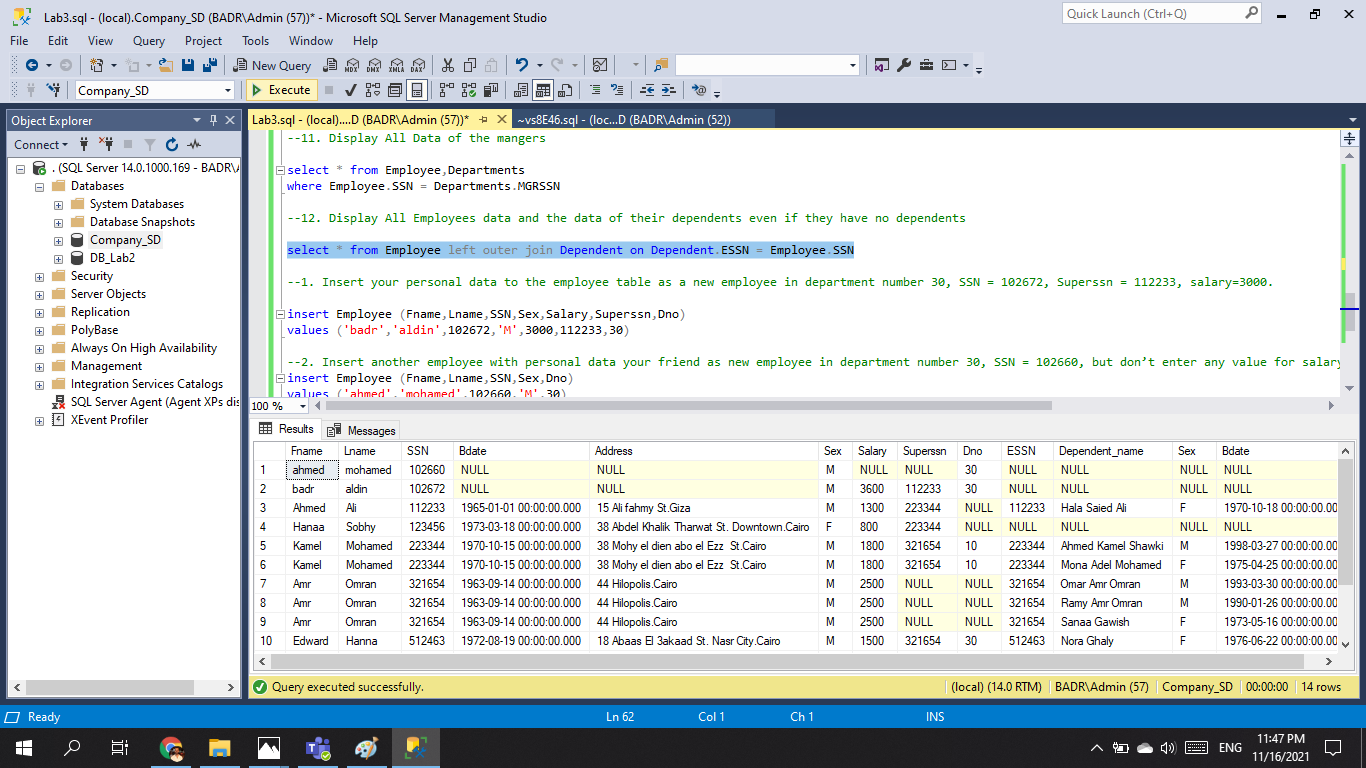 Lab3.sql - (local).Company_SD (BADR\Admin (57))* - Microsoft SQL Server Management Studio
Quick Launch (Ctrl+Q)
File Edit View Query Project Tools Window Help
New Query MDX DMX XMLA DAX
Company_SD Execute
Object Explorer
Lab3.sql - (local)....D (BADR\Admin (57))* ~vs8E46.sql - (loc...D (BADR\Admin (52))
Connect
. (SQL Server 14.0.1000.169 - BADR\A
Databases
System Databases
Database Snapshots
Company_SD
DB_Lab2
Security
Server Objects
Replication
PolyBase
Always On High Availability
Management
Integration Services Catalogs
SQL Server Agent (Agent XPs dis
XEvent Profiler
--11. Display All Data of the mangers
select * from Employee,Departments
where Employee.SSN = Departments.MGRSSN
--12. Display All Employees data and the data of their dependents even if they have no dependents
select * from Employee left outer join Dependent on Dependent.ESSN = Employee.SSN
--1. Insert your personal data to the employee table as a new employee in department number 30, SSN = 102672, Superssn = 112233, salary=3000.
insert Employee (Fname,Lname,SSN,Sex,Salary,Superssn,Dno)
values ('badr','aldin',102672,'M',3000,112233,30)
--2. Insert another employee with personal data your friend as new employee in department number 30, SSN = 102660, but don’t enter any value for salary
insert Employee (Fname,Lname,SSN,Sex,Dno)
values ('ahmed','mohamed',102660,'M',30)
100 %
Results Messages
Fname Lname SSN Bdate Address Sex Salary Superssn Dno ESSN Dependent_name Sex Bdate
1 ahmed mohamed 102660 NULL NULL M NULL NULL 30 NULL NULL NULL NULL
2 badr aldin 102672 NULL NULL M 3600 112233 30 NULL NULL NULL NULL
3 Ahmed Ali 112233 1965-01-01 00:00:00.000 15 Ali fahmy St.Giza M 1300 223344 NULL 112233 Hala Saied Ali F 1970-10-18 00:00:00.00
4 Hanaa Sobhy 123456 1973-03-18 00:00:00.000 38 Abdel Khalik Tharwat St. Downtown.Cairo F 800 223344 NULL NULL NULL NULL NULL
5 Kamel Mohamed 223344 1970-10-15 00:00:00.000 38 Mohy el dien abo el Ezz St.Cairo M 1800 321654 10 223344 Ahmed Kamel Shawki M 1998-03-27 00:00:00.00
6 Kamel Mohamed 223344 1970-10-15 00:00:00.000 38 Mohy el dien abo el Ezz St.Cairo M 1800 321654 10 223344 Mona Adel Mohamed F 1975-04-25 00:00:00.00
7 Amr Omran 321654 1963-09-14 00:00:00.000 44 Hilopolis.Cairo M 2500 NULL NULL 321654 Omar Amr Omran M 1993-03-30 00:00:00.00
8 Amr Omran 321654 1963-09-14 00:00:00.000 44 Hilopolis.Cairo M 2500 NULL NULL 321654 Ramy Amr Omran M 1990-01-26 00:00:00.00
9 Amr Omran 321654 1963-09-14 00:00:00.000 44 Hilopolis.Cairo M 2500 NULL NULL 321654 Sanaa Gawish F 1973-05-16 00:00:00.00
10 Edward Hanna 512463 1972-08-19 00:00:00.000 18 Abaas El 3akaad St. Nasr City.Cairo M 1500 321654 30 512463 Nora Ghaly F 1976-06-22 00:00:00.00
Query executed successfully. (local) (14.0 RTM) BADR\Admin (57) Company_SD 00:00:00 14 rows
Ready Ln 62 Col 1 Ch 1 INS
ENG 11:47 PM
11/16/2021